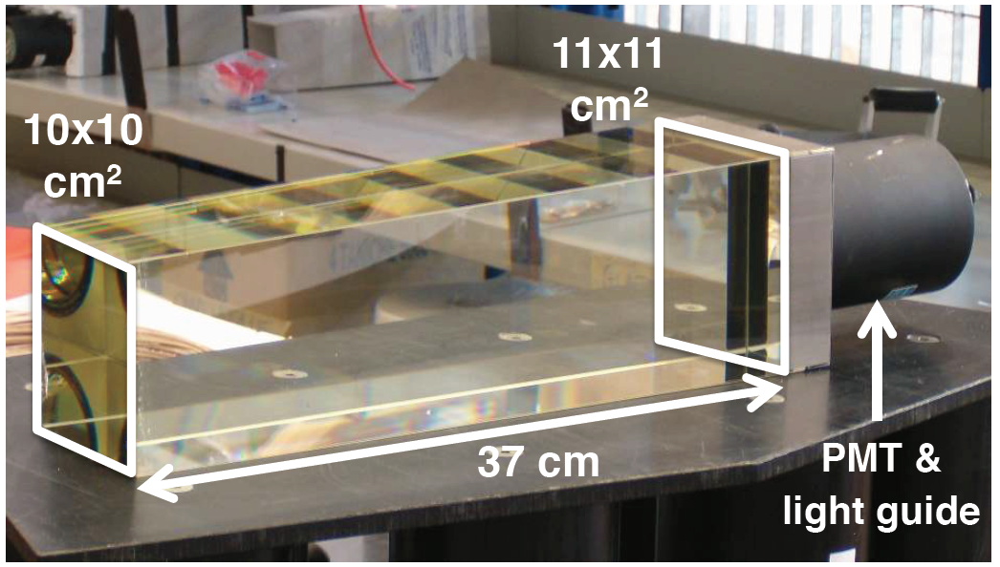 10x10
cm²
11x11
cm²
37 cm
PMT &
light guide